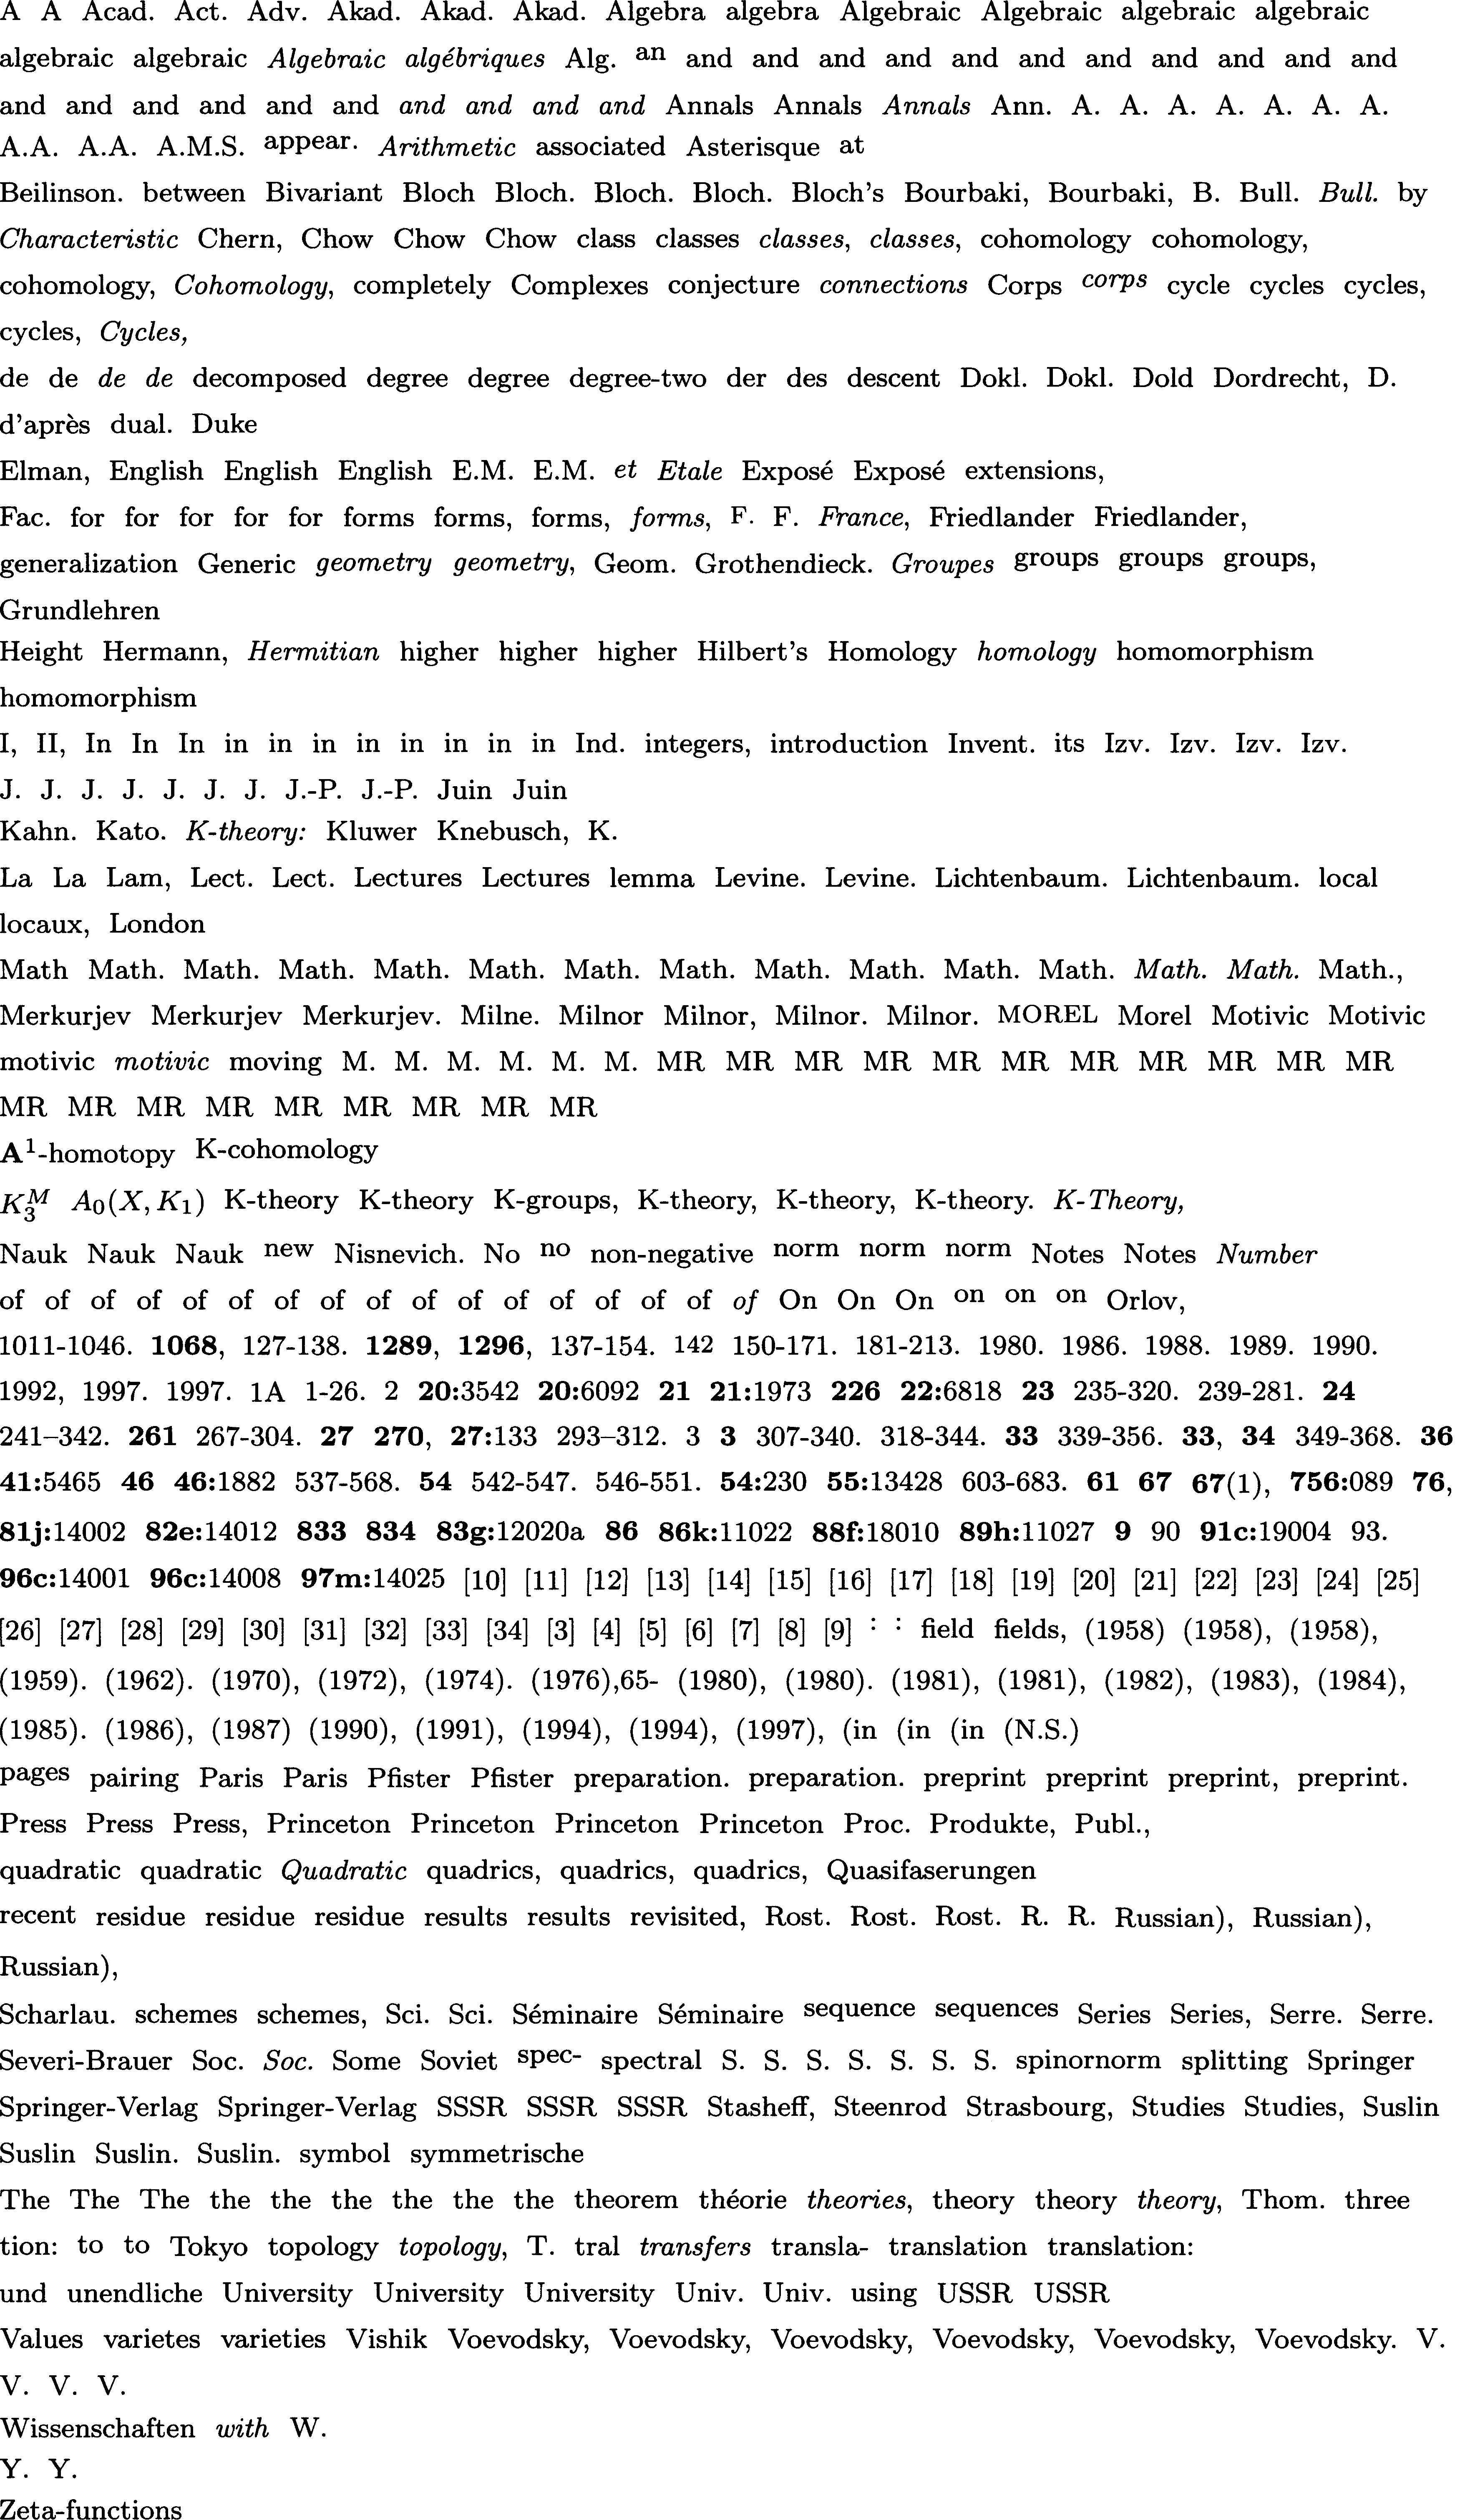 A A Acad. Act. Adv. Akad. Akad. Akad. Algebra algebra Algebraic Algebraic algebraic algebraic
algebraic algebraic Algebraic algébriques Alg. an and and and and and and and and and and and
and and and and and and and and and and Annals Annals Annals Ann. A. A. A. A. A. A. A.
A.A. A.A. A.M.S. appear. Arithmetic associated Asterisque at
Beilinson. between Bivariant Bloch Bloch. Bloch. Bloch. Bloch's Bourbaki, Bourbaki, B. Bull. Bull. by
Characteristic Chern, Chow Chow Chow class classes classes, classes, cohomology cohomology,
cohomology, Cohomology, completely Complexes conjecture connections Corps corps cycle cycles cycles,
cycles, Cycles,
de de de de decomposed degree degree degree-two der des descent Dokl. Dokl. Dold Dordrecht, D.
d'après dual. Duke
Elman, English English English E.M. E.M. et Etale Exposé Exposé extensions,
Fac. for for for for for forms forms, forms, forms, F. F. France, Friedlander Friedlander,
generalization Generic geometry geometry, Geom. Grothendieck. Groupes groups groups groups,
Grundlehren
Height Hermann, Hermitian higher higher higher Hilbert's Homology homology homomorphism
homomorphism
I, II, In In In in in in in in in in in Ind. integers, introduction Invent. its Izv. Izv. Izv. Izv.
J. J. J. J. J. J. J. J.-P. J.-P. Juin Juin
Kahn. Kato. K-theory: Kluwer Knebusch, K.
La La Lam, Lect. Lect. Lectures Lectures lemma Levine. Levine. Lichtenbaum. Lichtenbaum. local
locaux, London
Math Math. Math. Math. Math. Math. Math. Math. Math. Math. Math. Math. Math. Math. Math.,
Merkurjev Merkurjev Merkurjev. Milne. Milnor Milnor, Milnor. Milnor. MOREL Morel Motivic Motivic
motivic motivic moving M. M. M. M. M. M. MR MR MR MR MR MR MR MR MR MR MR
MR MR MR MR MR MR MR MR MR
A¹-homotopy K-cohomology
K_3^M A_0(X, K_1) K-theory K-theory K-groups, K-theory, K-theory, K-theory. K-Theory,
Nauk Nauk Nauk new Nisnevich. No no non-negative norm norm norm Notes Notes Number
of of of of of of of of of of of of of of of of of On On On on on on Orlov,
1011-1046. 1068, 127-138. 1289, 1296, 137-154. 142 150-171. 181-213. 1980. 1986. 1988. 1989. 1990.
1992, 1997. 1997. 1A 1-26. 2 20:3542 20:6092 21 21:1973 226 22:6818 23 235-320. 239-281. 24
241–342. 261 267-304. 27 270, 27:133 293–312. 3 3 307-340. 318-344. 33 339-356. 33, 34 349-368. 36
41:5465 46 46:1882 537-568. 54 542-547. 546-551. 54:230 55:13428 603-683. 61 67 67(1), 756:089 76,
81j:14002 82e:14012 833 834 83g:12020a 86 86k:11022 88f:18010 89h:11027 9 90 91c:19004 93.
96c:14001 96c:14008 97m:14025 [10] [11] [12] [13] [14] [15] [16] [17] [18] [19] [20] [21] [22] [23] [24] [25]
[26] [27] [28] [29] [30] [31] [32] [33] [34] [3] [4] [5] [6] [7] [8] [9] : : field fields, (1958) (1958), (1958),
(1959). (1962). (1970), (1972), (1974). (1976),65- (1980), (1980). (1981), (1981), (1982), (1983), (1984),
(1985). (1986), (1987) (1990), (1991), (1994), (1994), (1997), (in (in (in (N.S.)
pages pairing Paris Paris Pfister Pfister preparation. preparation. preprint preprint preprint, preprint.
Press Press Press, Princeton Princeton Princeton Princeton Proc. Produkte, Publ.,
quadratic quadratic Quadratic quadrics, quadrics, quadrics, Quasifaserungen
recent residue residue residue results results revisited, Rost. Rost. Rost. R. R. Russian), Russian),
Russian),
Scharlau. schemes schemes, Sci. Sci. Séminaire Séminaire sequence sequences Series Series, Serre. Serre.
Severi-Brauer Soc. Soc. Some Soviet spec- spectral S. S. S. S. S. S. S. spinornorm splitting Springer
Springer-Verlag Springer-Verlag SSSR SSSR SSSR Stasheff, Steenrod Strasbourg, Studies Studies, Suslin
Suslin Suslin. Suslin. symbol symmetrische
The The The the the the the the the theorem théorie theories, theory theory theory, Thom. three
tion: to to Tokyo topology topology, T. tral transfers transla- translation translation:
und unendliche University University University Univ. Univ. using USSR USSR
Values varietes varieties Vishik Voevodsky, Voevodsky, Voevodsky, Voevodsky, Voevodsky, Voevodsky. V.
V. V. V.
Wissenschaften with W.
Y. Y.
Zeta-functions